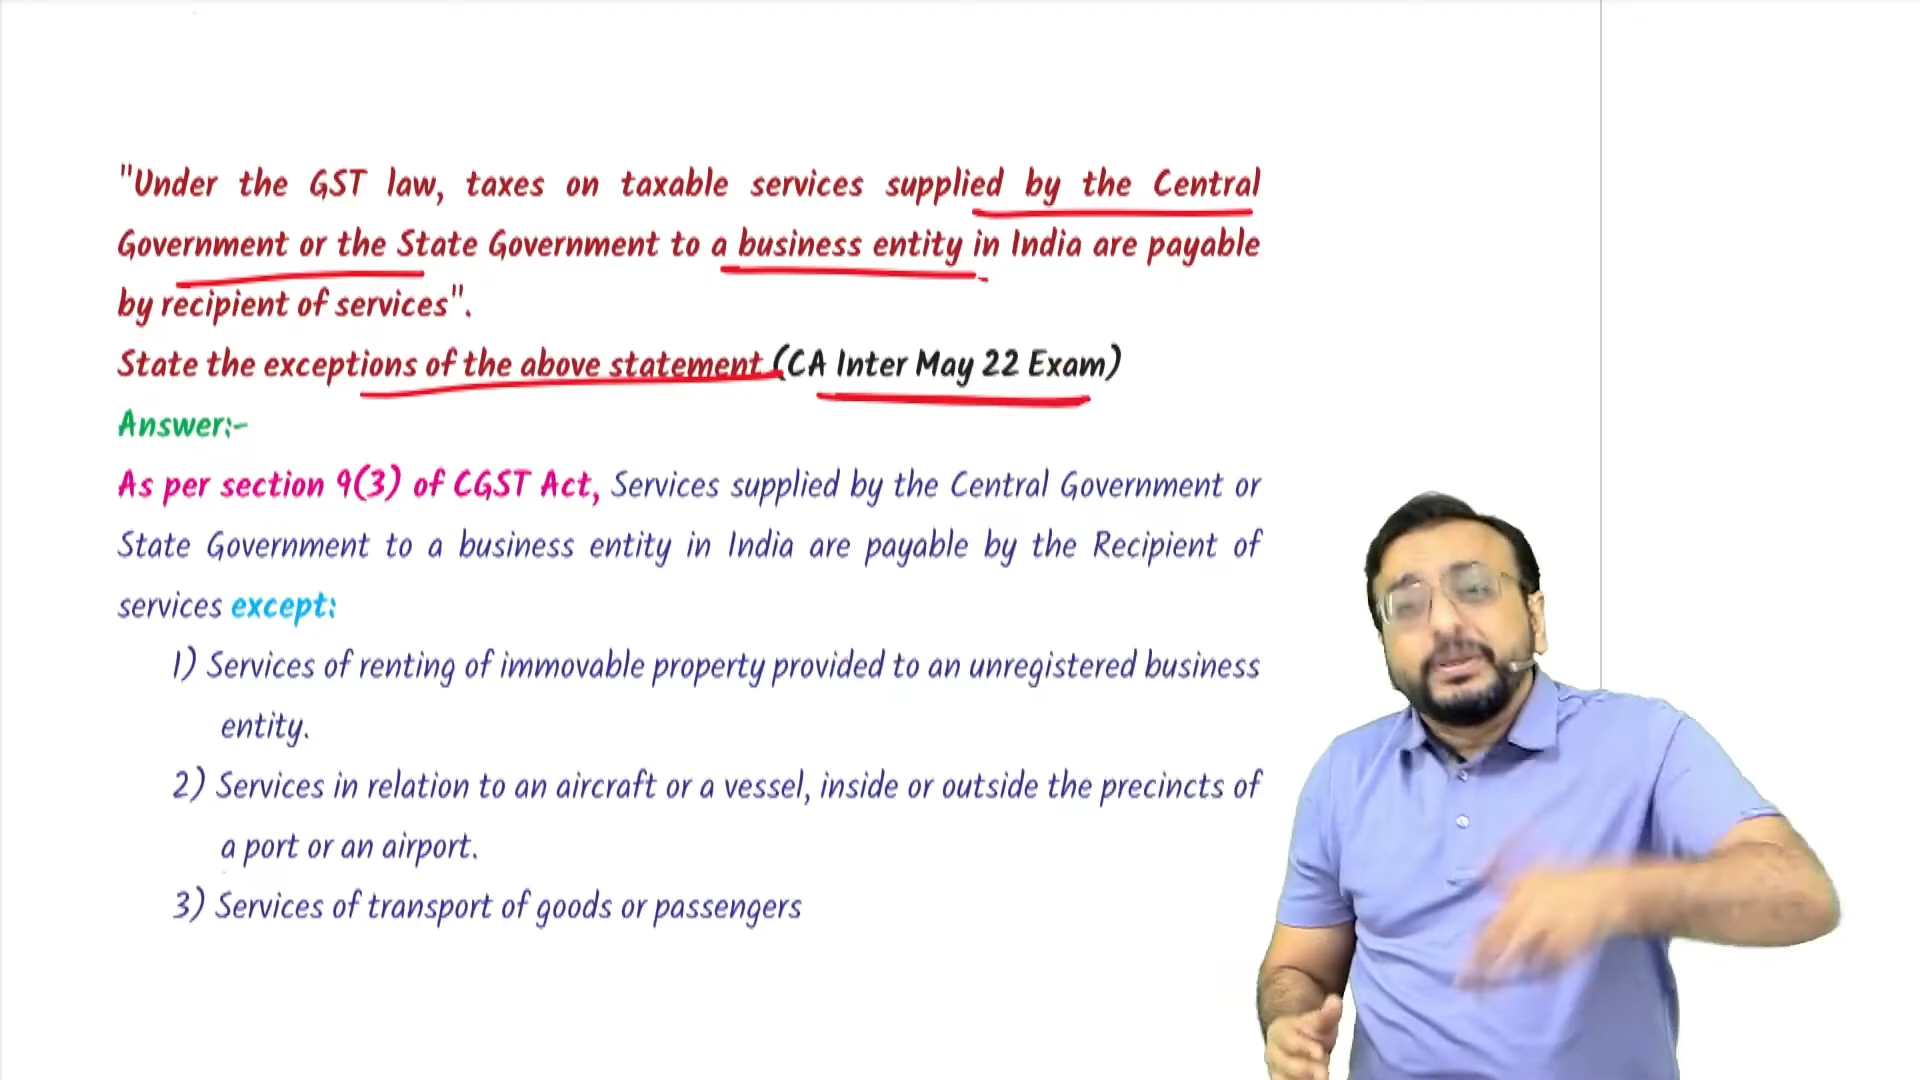 "Under the GST law, taxes on taxable services supplied by the Central
Government or the State Government to a business entity in India are payable
by recipient of services".
State the exceptions of the above statement (CA Inter May 22 Exam)
Answer:-
As per section 9(3) of CGST Act, Services supplied by the Central Government or
State Government to a business entity in India are payable by the Recipient of
services except:
1) Services of renting of immovable property provided to an unregistered business
entity.
2) Services in relation to an aircraft or a vessel, inside or outside the precincts of
a port or an airport.
3) Services of transport of goods or passengers